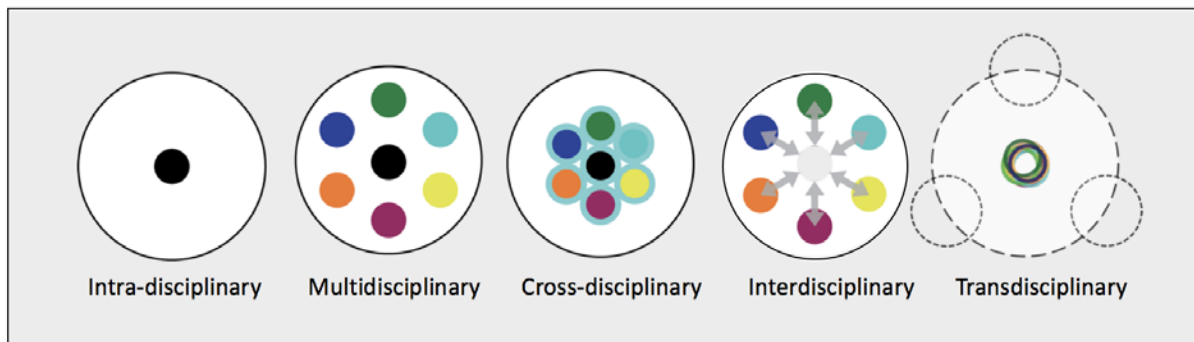 Intra-disciplinary
Multidisciplinary
Cross-disciplinary
Interdisciplinary
Transdisciplinary